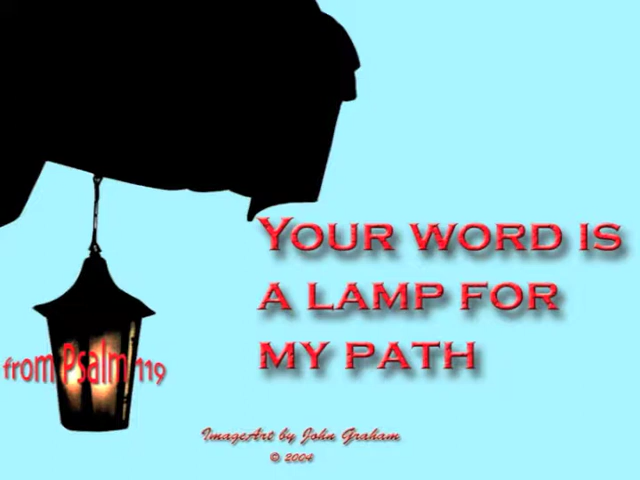 YOUR WORD IS
A LAMP FOR
MY PATH
from Psalm 119
ImageArt by John Graham
© 2004